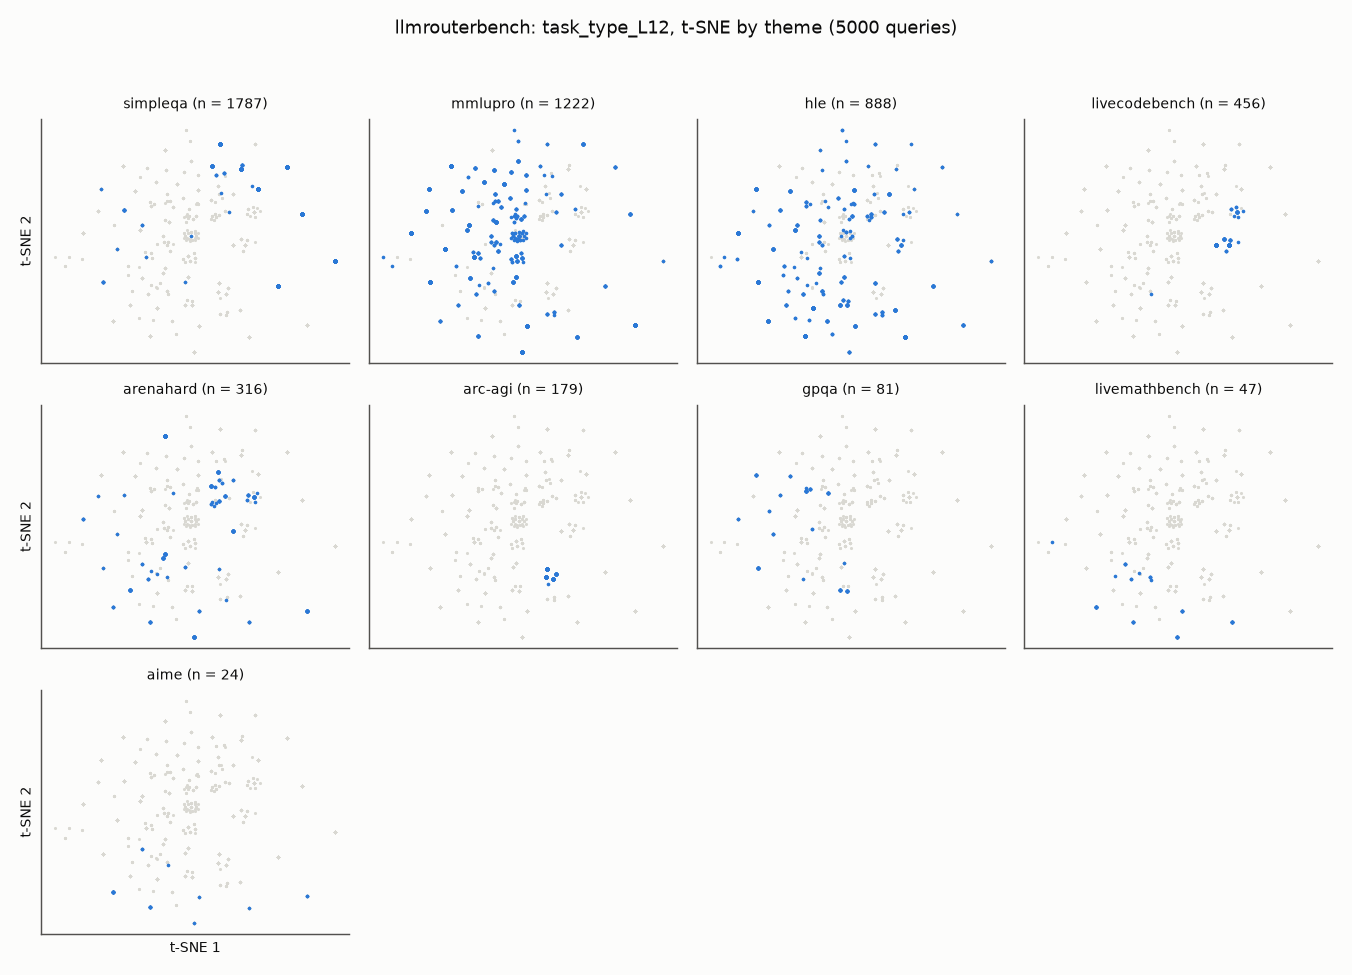 llmrouterbench: task_type_L12, t-SNE by theme (5000 queries)
simpleqa (n = 1787)
mmlupro (n = 1222)
hle (n = 888)
livecodebench (n = 456)
t-SNE 2
arenahard (n = 316)
arc-agi (n = 179)
gpqa (n = 81)
livemathbench (n = 47)
t-SNE 2
aime (n = 24)
t-SNE 2
t-SNE 1